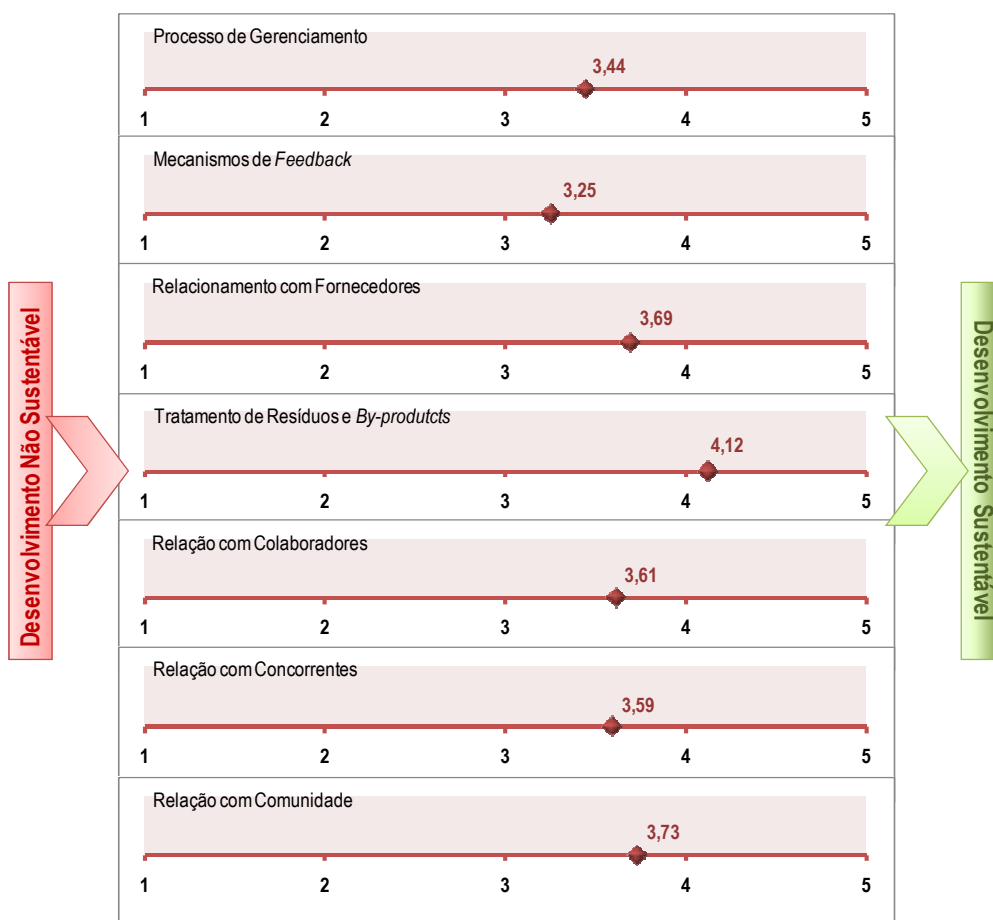 Processo de Gerenciamento
3,44
1 2 3 4 5
Mecanismos de Feedback
3,25
1 2 3 4 5
Relacionamento com Fornecedores
3,69
1 2 3 4 5
Tratamento de Resíduos e By-produtcts
4,12
1 2 3 4 5
Relação com Colaboradores
3,61
1 2 3 4 5
Relação com Concorrentes
3,59
1 2 3 4 5
Relação com Comunidade
3,73
1 2 3 4 5
Desenvolvimento Não Sustentável
Desenvolvimento Sustentável